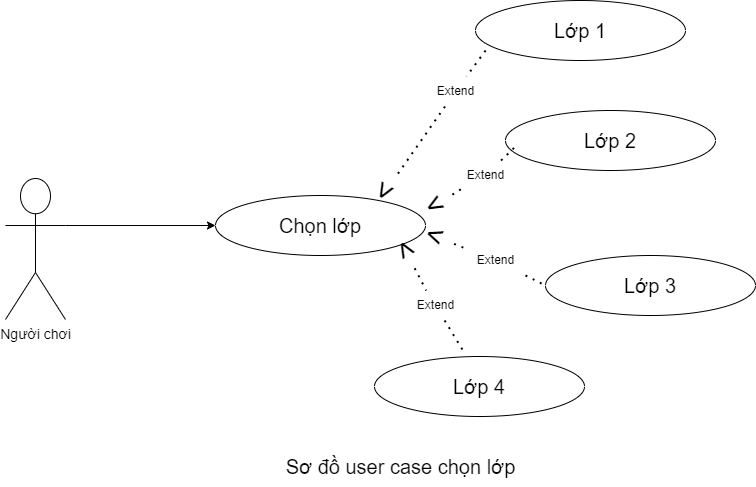 Lớp 1
Extend
Lớp 2
Extend
Chọn lớp
Extend
Lớp 3
Extend
Người chơi
Lớp 4
Sơ đồ user case chọn lớp